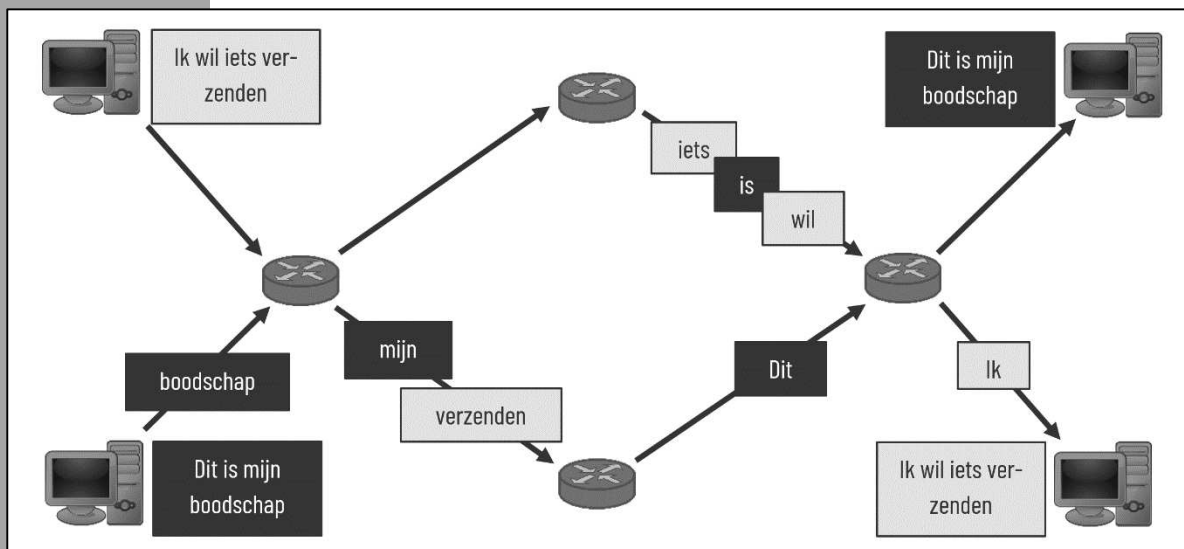 Ik wil iets ver-
zenden
Dit is mijn
boodschap
iets
is
wil
mijn
verzenden
boodschap
Dit
Ik
Dit is mijn
boodschap
Ik wil iets ver-
zenden